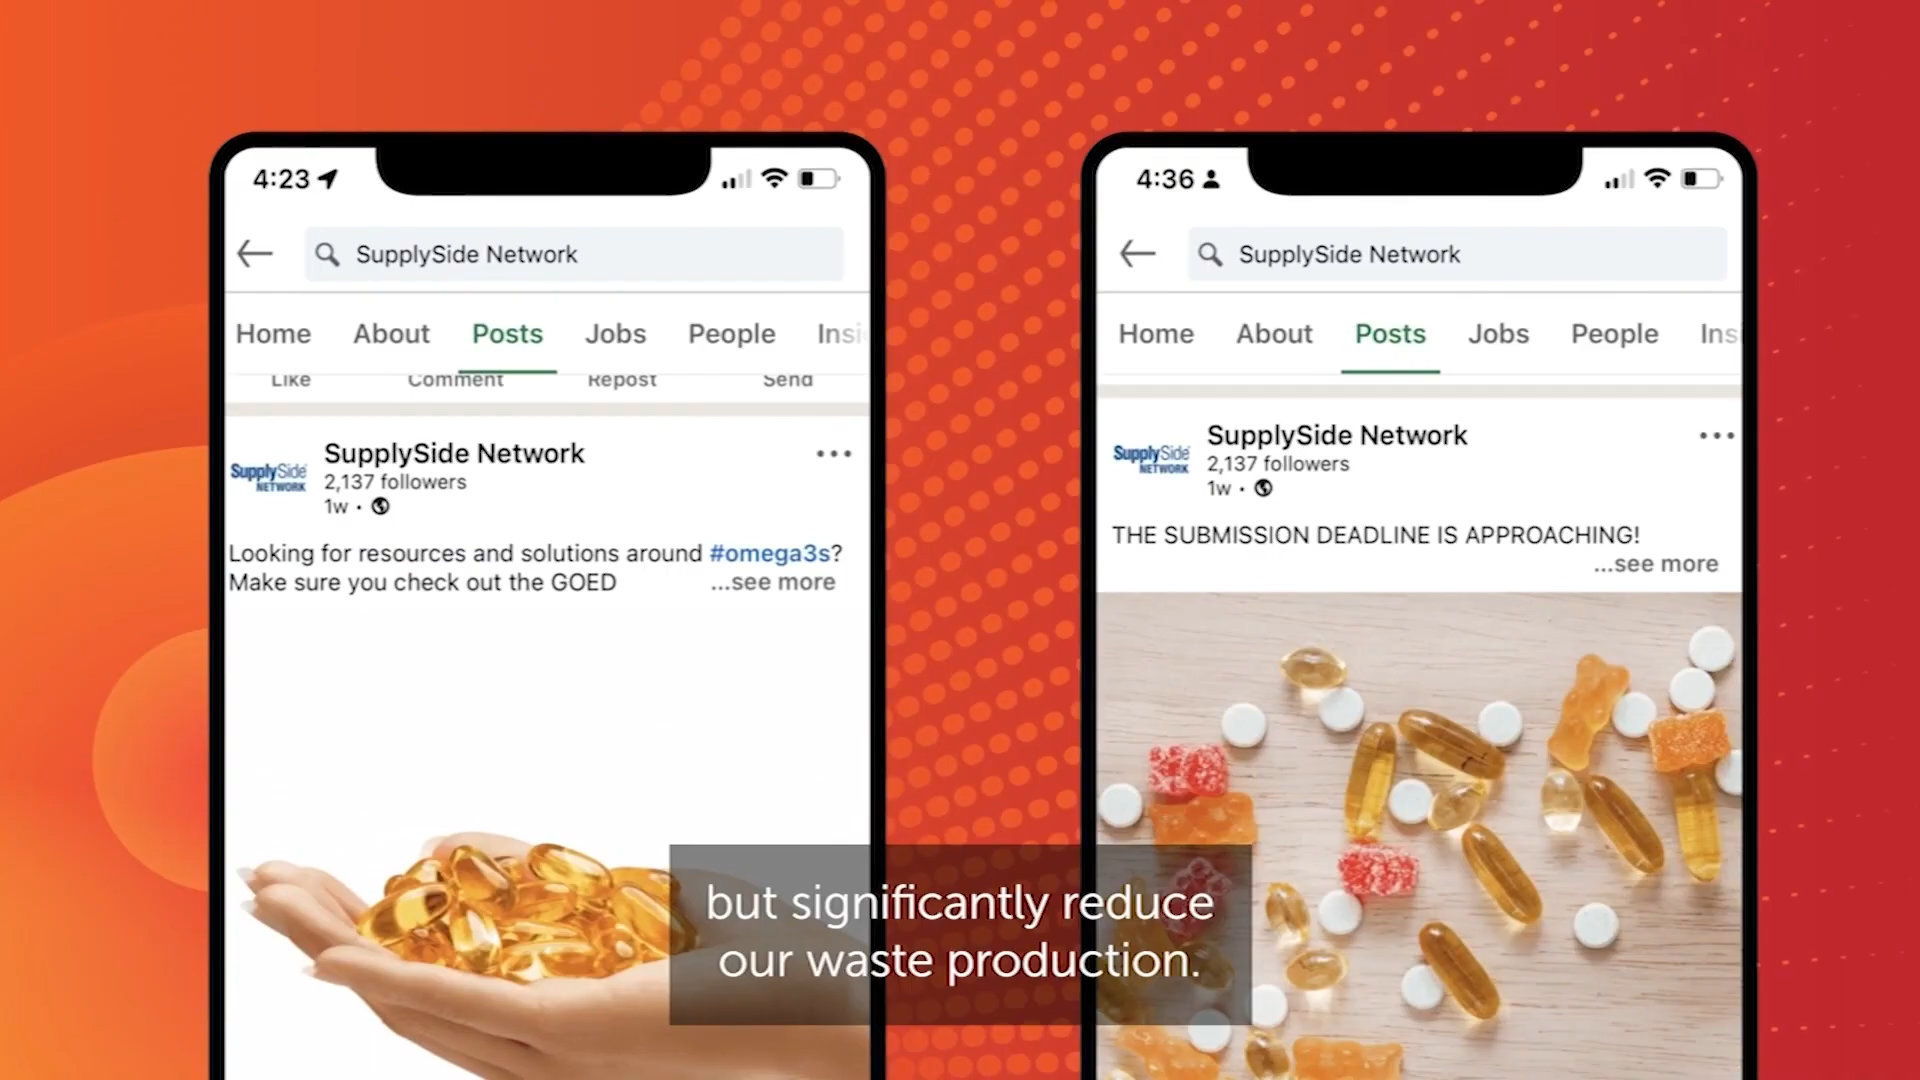 4:23
SupplySide Network
Home About Posts Jobs People Insi
Like Comment Repost Send
SupplySide
NETWORK
SupplySide Network
2,137 followers
1w •
Looking for resources and solutions around #omega3s?
Make sure you check out the GOED ...see more
4:36
SupplySide Network
Home About Posts Jobs People Insi
SupplySide
NETWORK
SupplySide Network
2,137 followers
1w •
THE SUBMISSION DEADLINE IS APPROACHING!
...see more
but significantly reduce
our waste production.